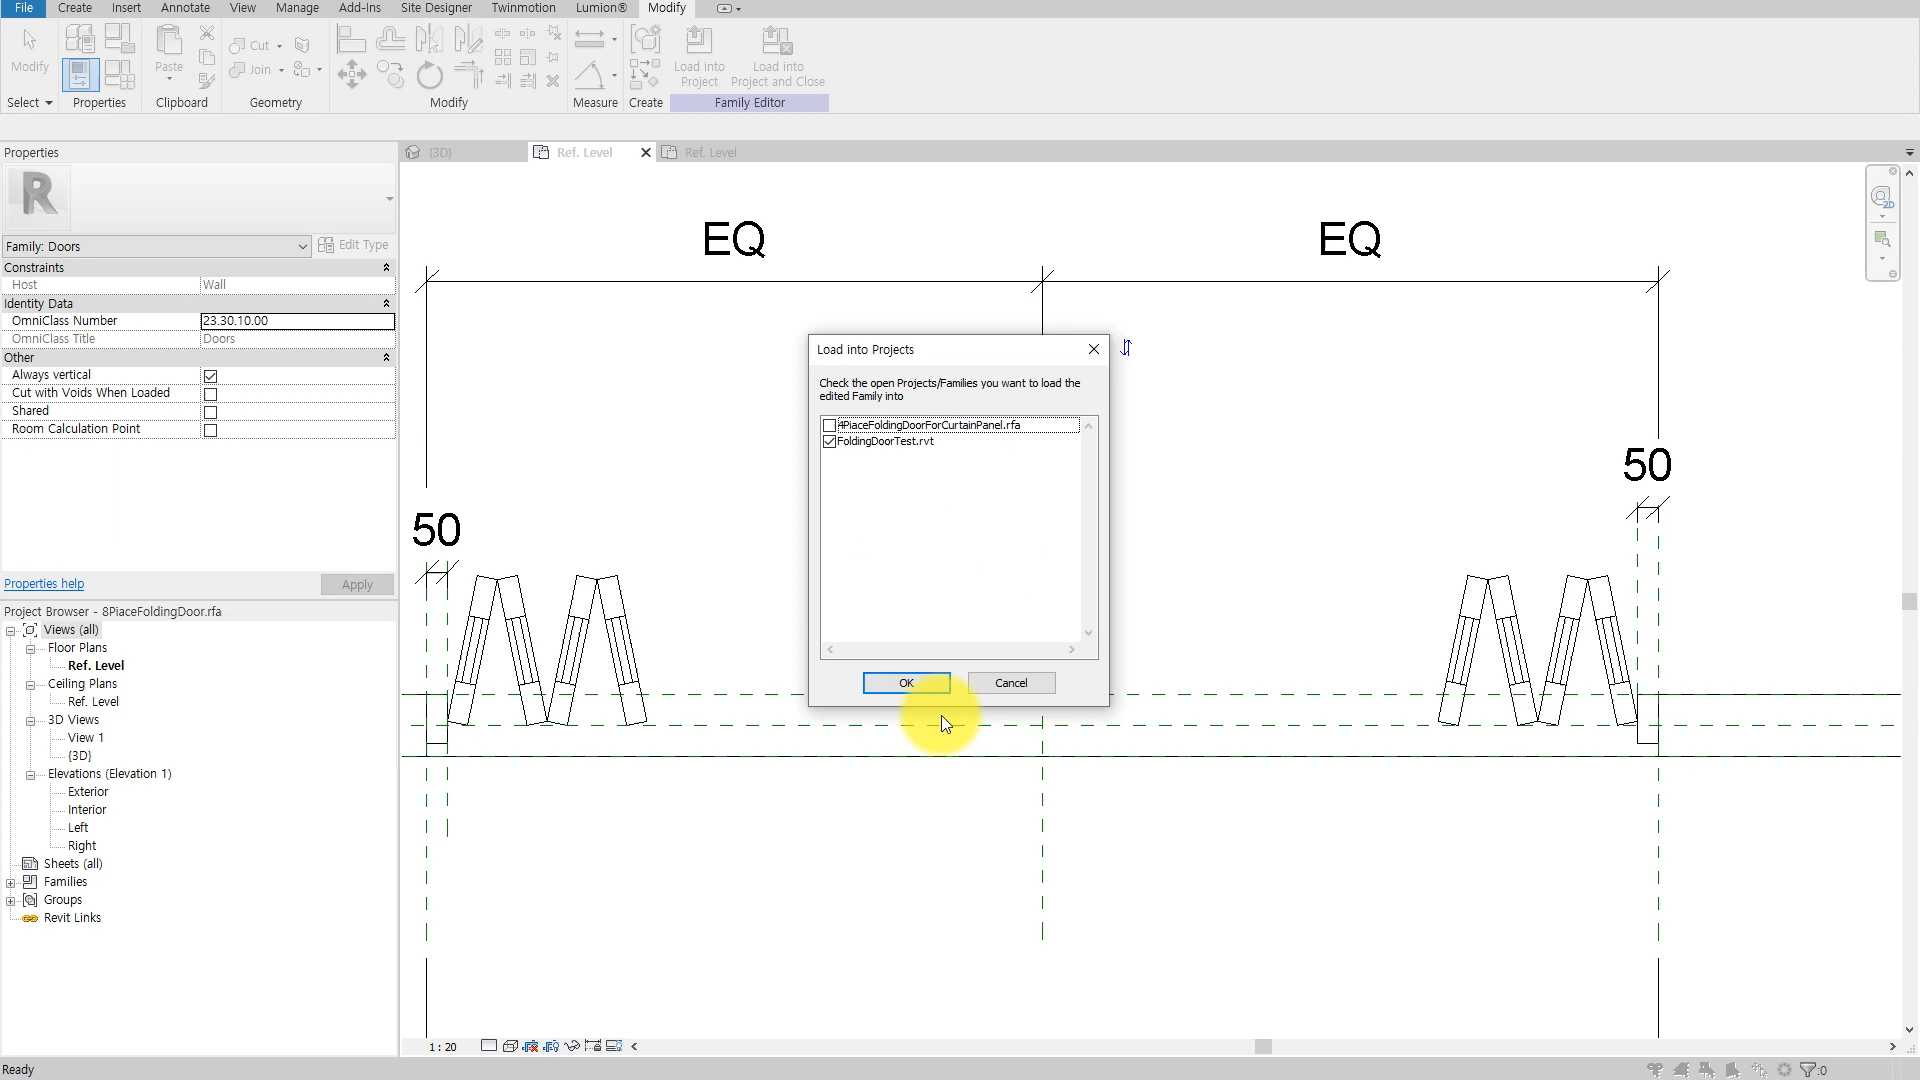 File Create Insert Annotate View Manage Add-Ins Site Designer Twinmotion Lumion® Modify
Modify
Paste
Cut
Join
Load into
Project
Load into
Project and Close
Select Properties Clipboard Geometry Modify Measure Create Family Editor
Properties
{3D}
Ref. Level
Ref. Level
R
Family: Doors
Edit Type
Constraints
Host Wall
Identity Data
OmniClass Number 23.30.10.00
OmniClass Title Doors
Other
Always vertical
Cut with Voids When Loaded
Shared
Room Calculation Point
Properties help
Apply
Project Browser - 8PiaceFoldingDoor.rfa
Views (all)
Floor Plans
Ref. Level
Ceiling Plans
Ref. Level
3D Views
View 1
{3D}
Elevations (Elevation 1)
Exterior
Interior
Left
Right
Sheets (all)
Families
Groups
Revit Links
EQ
EQ
50
50
2D
Load into Projects
Check the open Projects/Families you want to load the
edited Family into
4PiaceFoldingDoorForCurtainPanel.rfa
FoldingDoorTest.rvt
OK
Cancel
1 : 20
Ready
:0